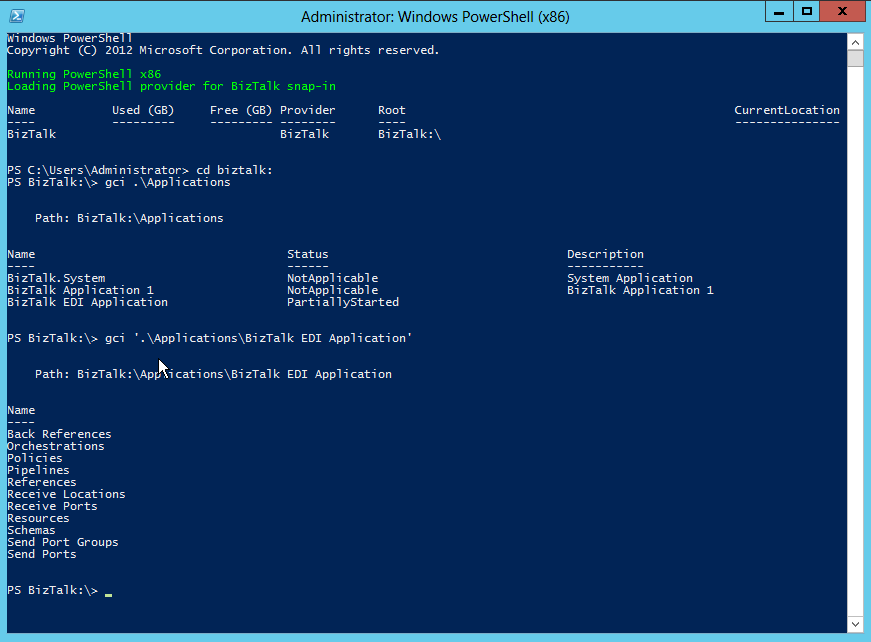 Administrator: Windows PowerShell (x86)
Windows PowerShell
Copyright (C) 2012 Microsoft Corporation. All rights reserved.
Running PowerShell x86
Loading PowerShell provider for BizTalk snap-in
Name Used (GB) Free (GB) Provider Root CurrentLocation
---- --------- --------- -------- ---- ---------------
BizTalk BizTalk BizTalk:\
PS C:\Users\Administrator> cd biztalk:
PS BizTalk:\> gci .\Applications
Path: BizTalk:\Applications
Name Status Description
---- ------ -----------
BizTalk.System NotApplicable System Application
BizTalk Application 1 NotApplicable BizTalk Application 1
BizTalk EDI Application PartiallyStarted
PS BizTalk:\> gci '.\Applications\BizTalk EDI Application'
Path: BizTalk:\Applications\BizTalk EDI Application
Name
----
Back References
Orchestrations
Policies
Pipelines
References
Receive Locations
Receive Ports
Resources
Schemas
Send Port Groups
Send Ports
PS BizTalk:\> _